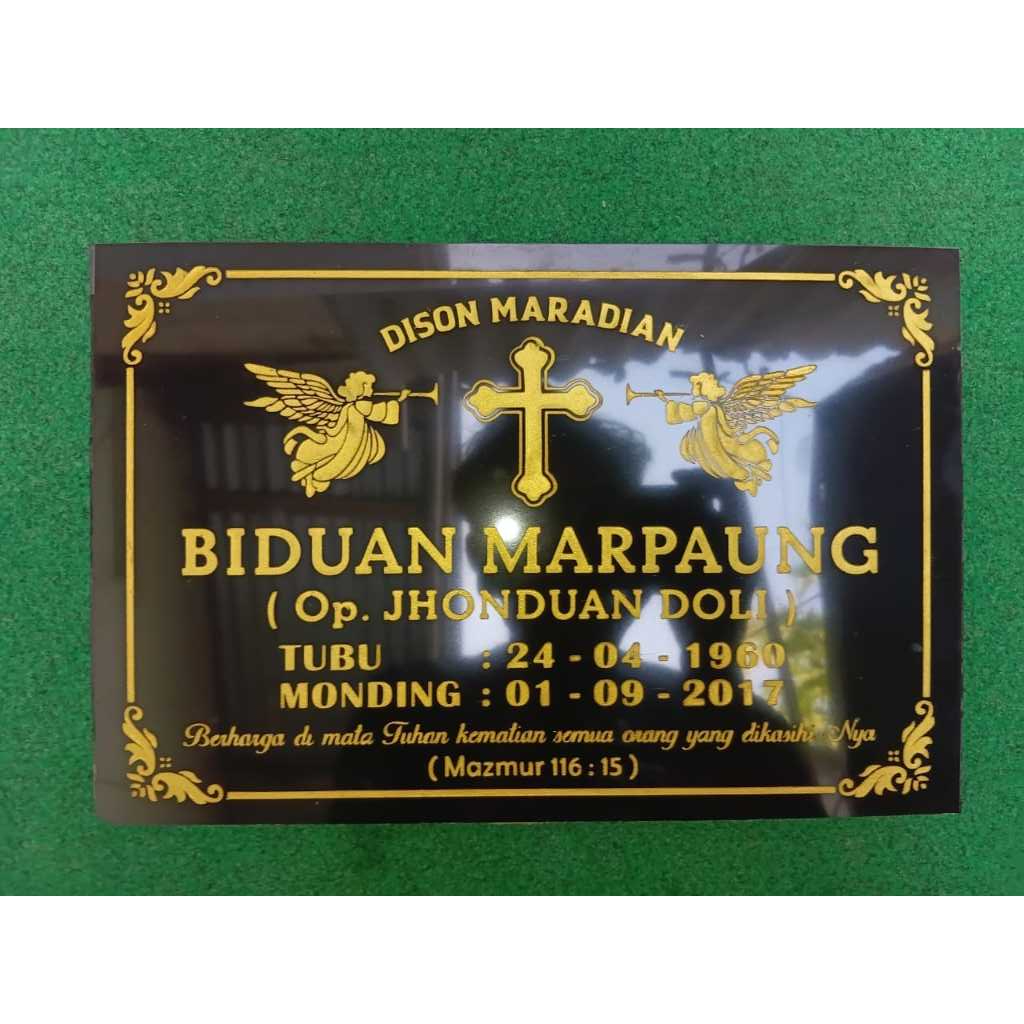 DISON MARADIAN
BIDUAN MARPAUNG
( Op. JHONDUAN DOLI )
TUBU : 24 - 04 - 1960
MONDING : 01 - 09 - 2017
Berharga di mata Tuhan kematian semua orang yang dikasihi Nya
( Mazmur 116 : 15 )